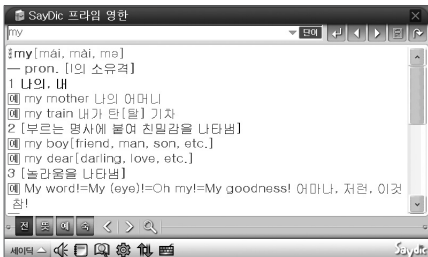 SayDic 프라임 영한
my
단어
my[mái, mài, mə]
― pron. [I의 소유격]
1 나의, 내
예 my mother 나의 어머니
예 my train 내가 탄[탈] 기차
2 [부르는 명사에 붙여 친밀감을 나타냄]
예 my boy[friend, man, son, etc.]
예 my dear[darling, love, etc.]
3 [놀라움을 나타냄]
예 My word!=My (eye)!=Oh my!=My goodness! 어마나, 저런, 이것
참!
전 뜻 예 숙
세이딕
Saydic